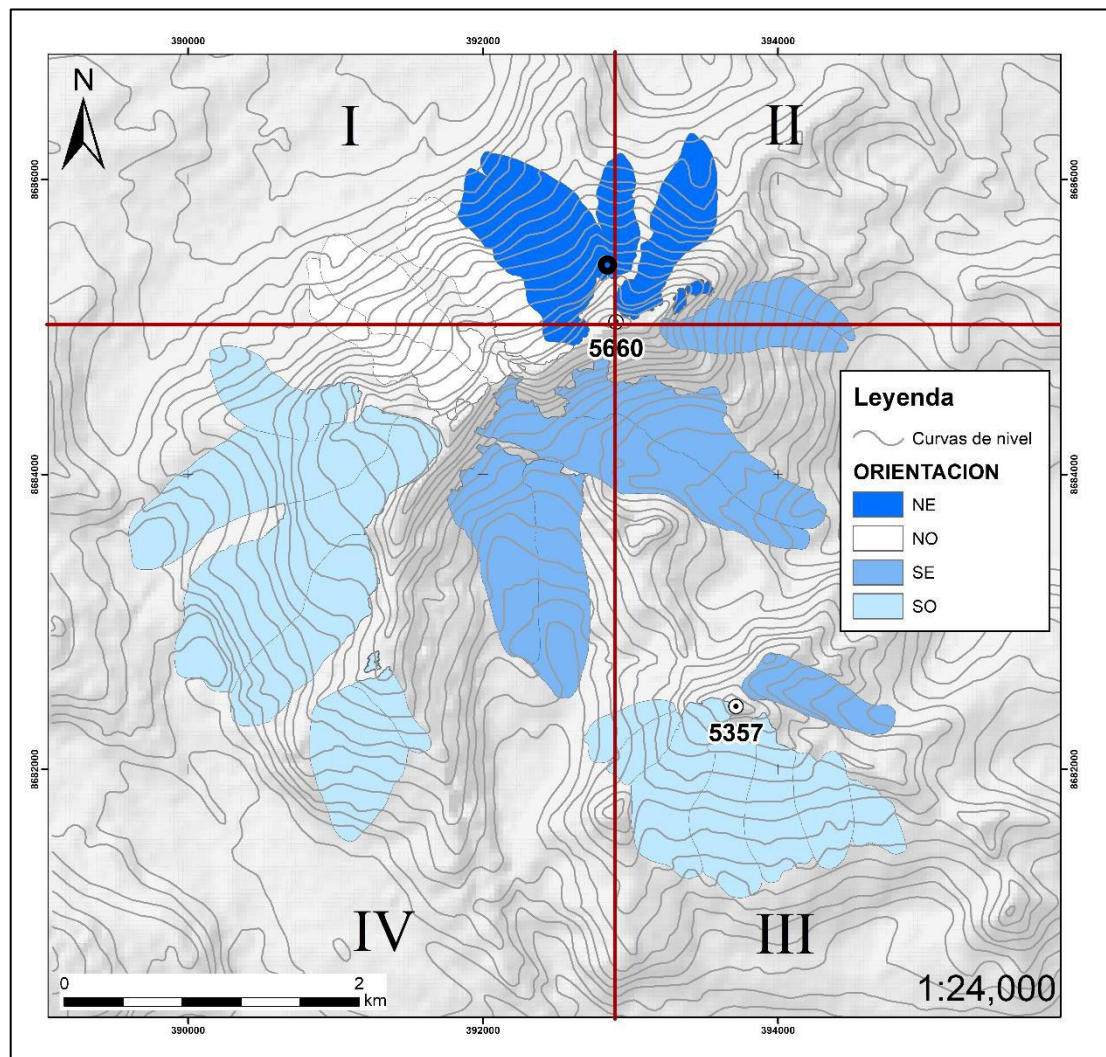 390000 392000 394000
N
I
II
8686000 8686000
5660
Leyenda
Curvas de nivel
ORIENTACION
NE
NO
SE
SO
8684000 8684000
5357
8682000 8682000
IV
III
0 2
km
1:24,000
390000 392000 394000